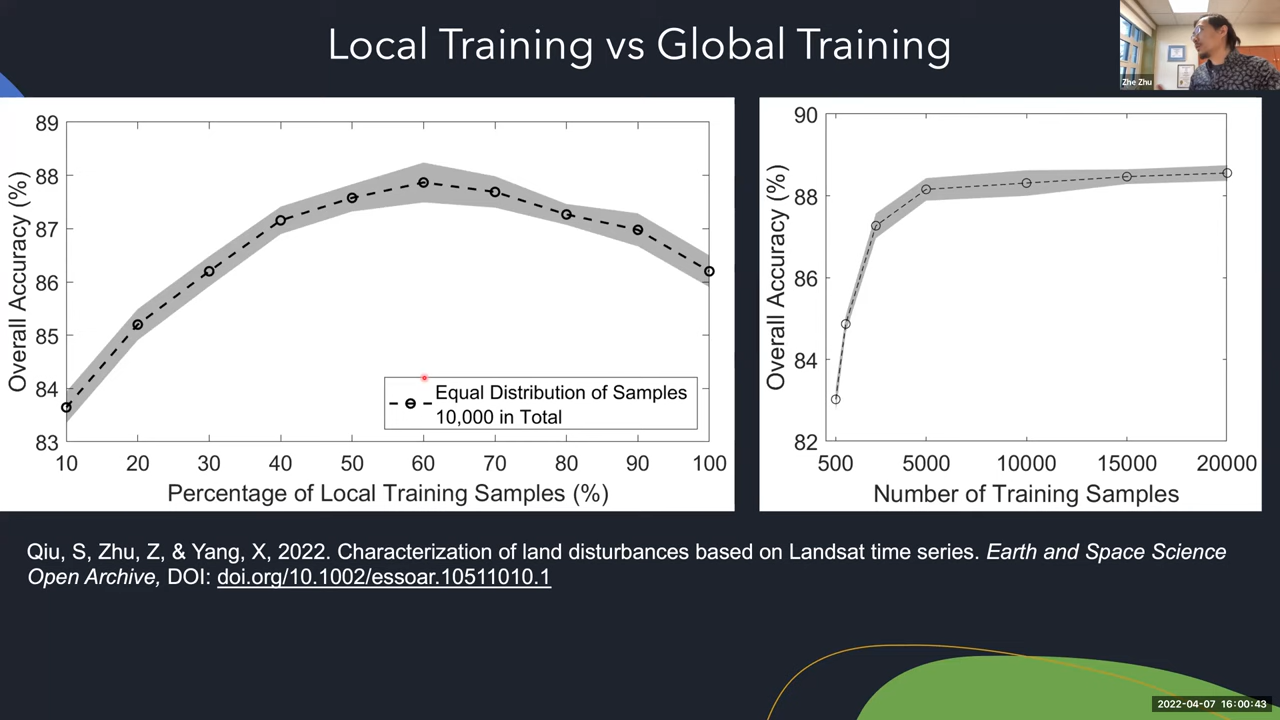 Local Training vs Global Training
Zhe Zhu
89
88
87
86
85
84
83
Overall Accuracy (%)
Equal Distribution of Samples
10,000 in Total
10 20 30 40 50 60 70 80 90 100
Percentage of Local Training Samples (%)
90
88
86
84
82
Overall Accuracy (%)
500 5000 10000 15000 20000
Number of Training Samples
Qiu, S, Zhu, Z, & Yang, X, 2022. Characterization of land disturbances based on Landsat time series. Earth and Space Science
Open Archive, DOI: doi.org/10.1002/essoar.10511010.1
2022-04-07 16:00:43